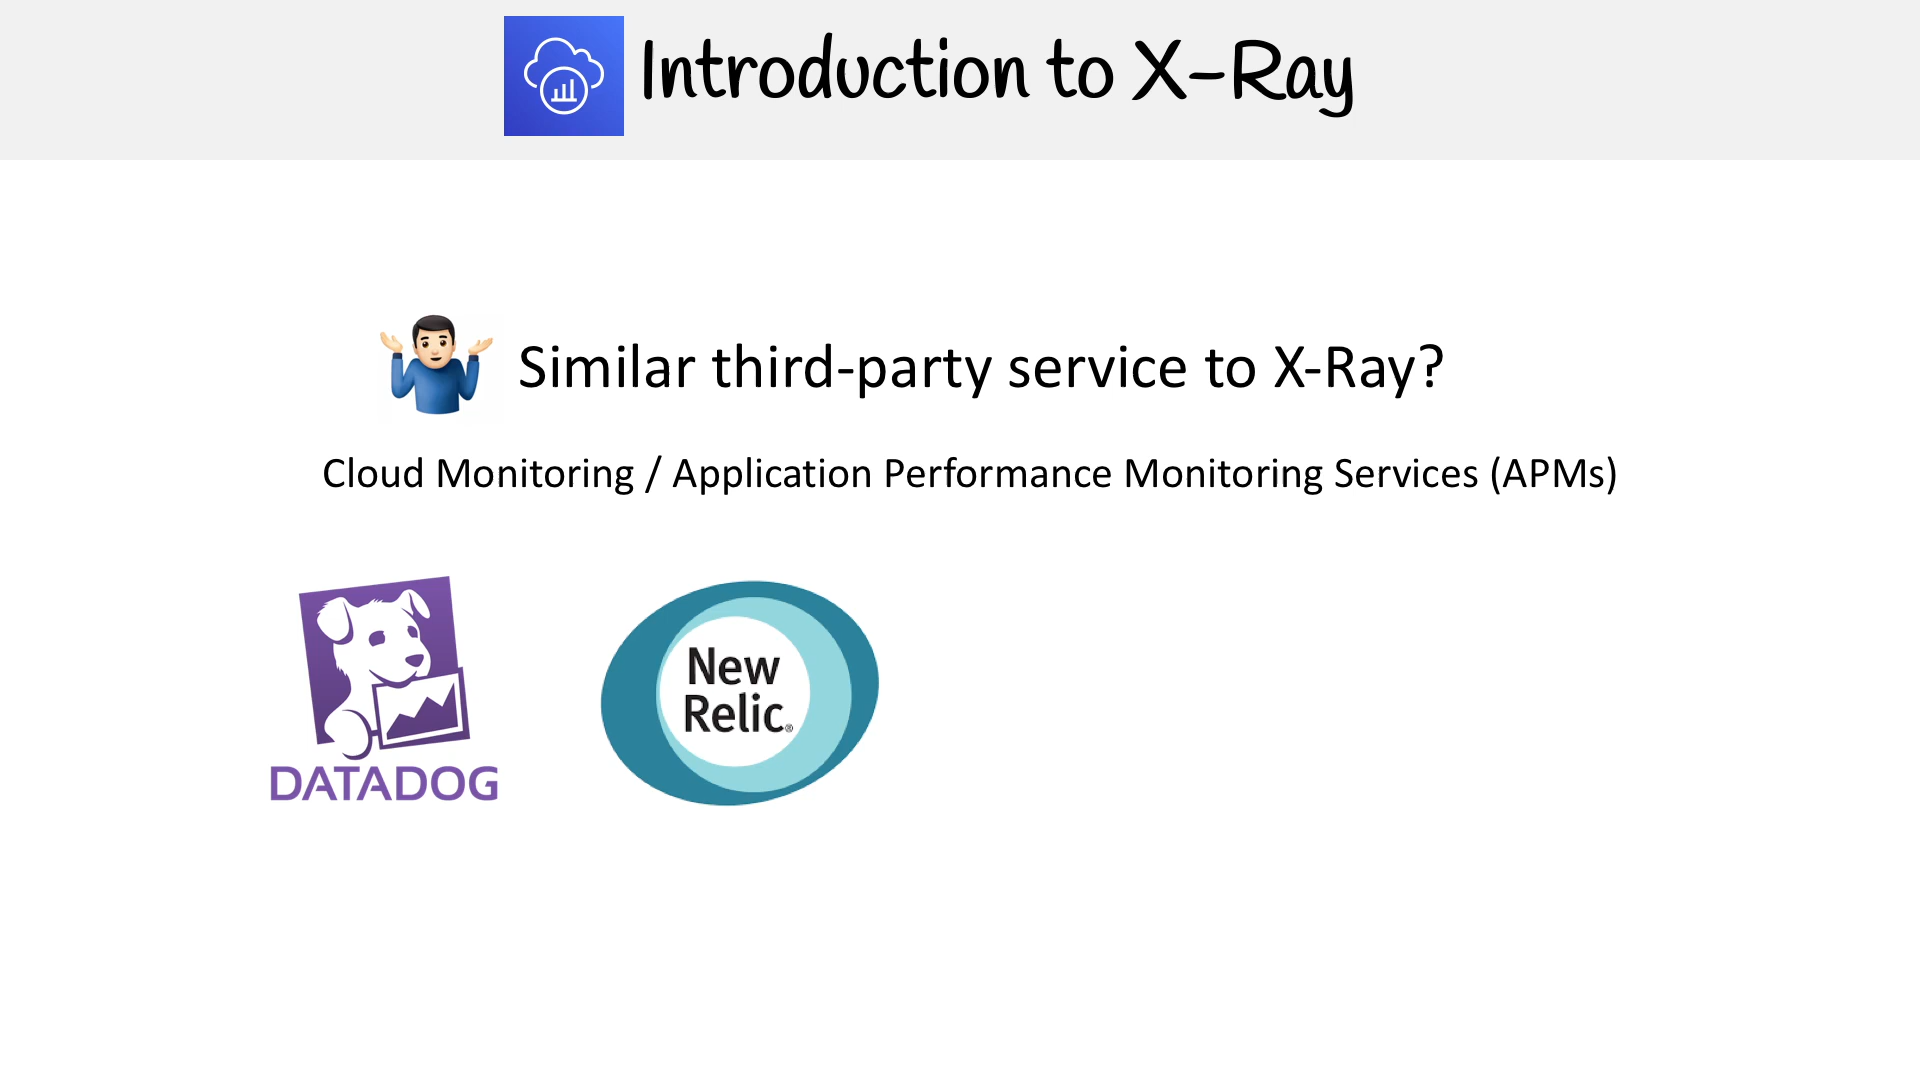 Introduction to X-Ray
Similar third-party service to X-Ray?
Cloud Monitoring / Application Performance Monitoring Services (APMs)
DATADOG
New
Relic®